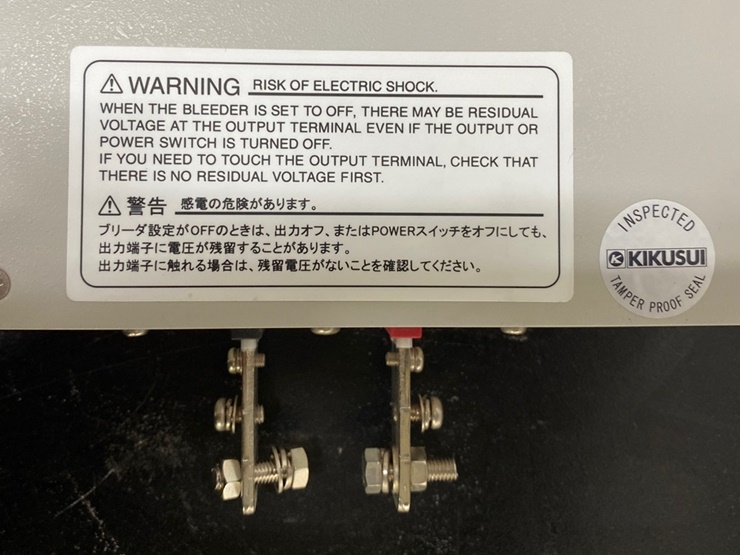 ⚠ WARNING RISK OF ELECTRIC SHOCK.
WHEN THE BLEEDER IS SET TO OFF, THERE MAY BE RESIDUAL
VOLTAGE AT THE OUTPUT TERMINAL EVEN IF THE OUTPUT OR
POWER SWITCH IS TURNED OFF.
IF YOU NEED TO TOUCH THE OUTPUT TERMINAL, CHECK THAT
THERE IS NO RESIDUAL VOLTAGE FIRST.
⚠ 警告 感電の危険があります。
ブリーダ設定がOFFのときは、出力オフ、またはPOWERスイッチをオフにしても、
出力端子に電圧が残留することがあります。
出力端子に触れる場合は、残留電圧がないことを確認してください。
INSPECTED
KIKUSUI
TAMPER PROOF SEAL